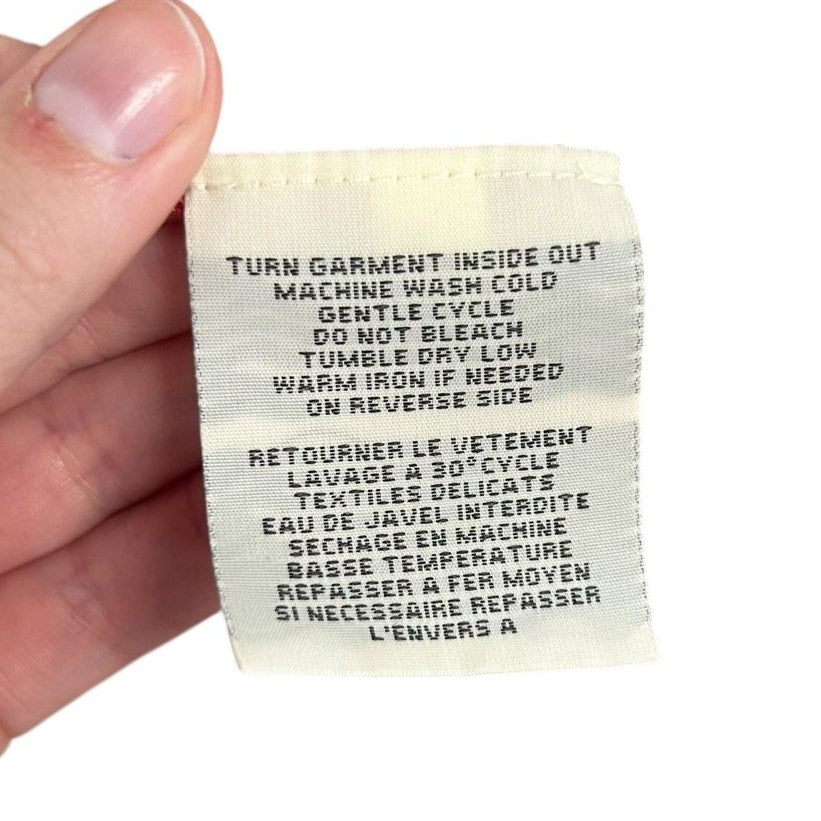 TURN GARMENT INSIDE OUT
MACHINE WASH COLD
GENTLE CYCLE
DO NOT BLEACH
TUMBLE DRY LOW
WARM IRON IF NEEDED
ON REVERSE SIDE
RETOURNER LE VETEMENT
LAVAGE A 30° CYCLE
TEXTILES DELICATS
EAU DE JAVEL INTERDITE
SECHAGE EN MACHINE
BASSE TEMPERATURE
REPASSER A FER MOYEN
SI NECESSAIRE REPASSER
L'ENVERS A